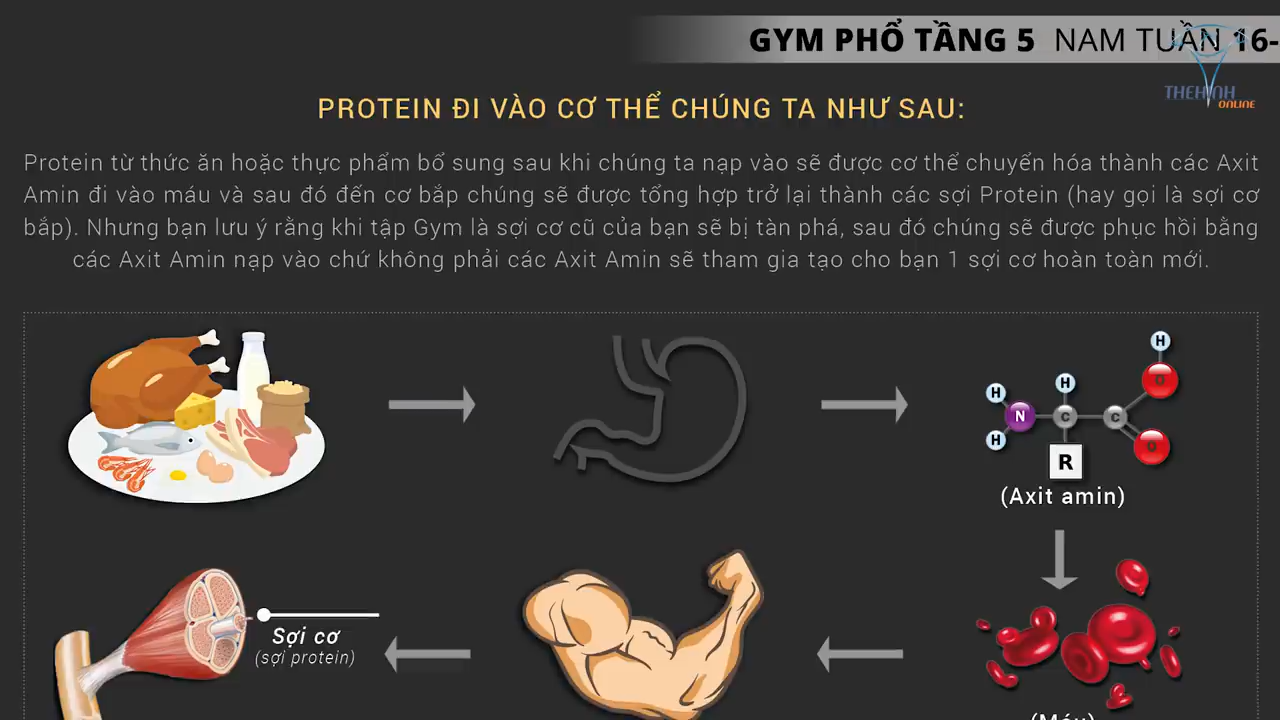 GYM PHỔ TẦNG 5 NAM TUẦN 16-
THEHINH
ONLINE
PROTEIN ĐI VÀO CƠ THỂ CHÚNG TA NHƯ SAU:
Protein từ thức ăn hoặc thực phẩm bổ sung sau khi chúng ta nạp vào sẽ được cơ thể chuyển hóa thành các Axit
Amin đi vào máu và sau đó đến cơ bắp chúng sẽ được tổng hợp trở lại thành các sợi Protein (hay gọi là sợi cơ
bắp). Nhưng bạn lưu ý rằng khi tập Gym là sợi cơ cũ của bạn sẽ bị tàn phá, sau đó chúng sẽ được phục hồi bằng
các Axit Amin nạp vào chứ không phải các Axit Amin sẽ tham gia tạo cho bạn 1 sợi cơ hoàn toàn mới.
H
H H O
N C C
H O
R
(Axit amin)
Sợi cơ
(sợi protein)
(Máu)